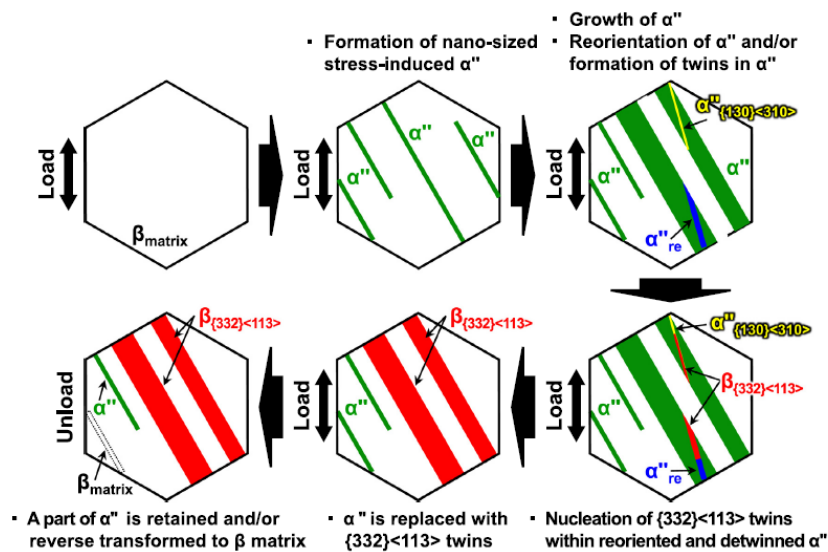 ▪ Growth of α"
▪ Formation of nano-sized
stress-induced α"
▪ Reorientation of α" and/or
formation of twins in α"
Load
βmatrix
Load
α"
α"
α"
α"
Load
α"{130}<310>
α"
α"
α"re
Unload
β{332}<113>
α"
βmatrix
Load
β{332}<113>
α"
α"
Load
α"{130}<310>
β{332}<113>
α"
α"re
▪ A part of α" is retained and/or
reverse transformed to β matrix
▪ α" is replaced with
{332}<113> twins
▪ Nucleation of {332}<113> twins
within reoriented and detwinned α"